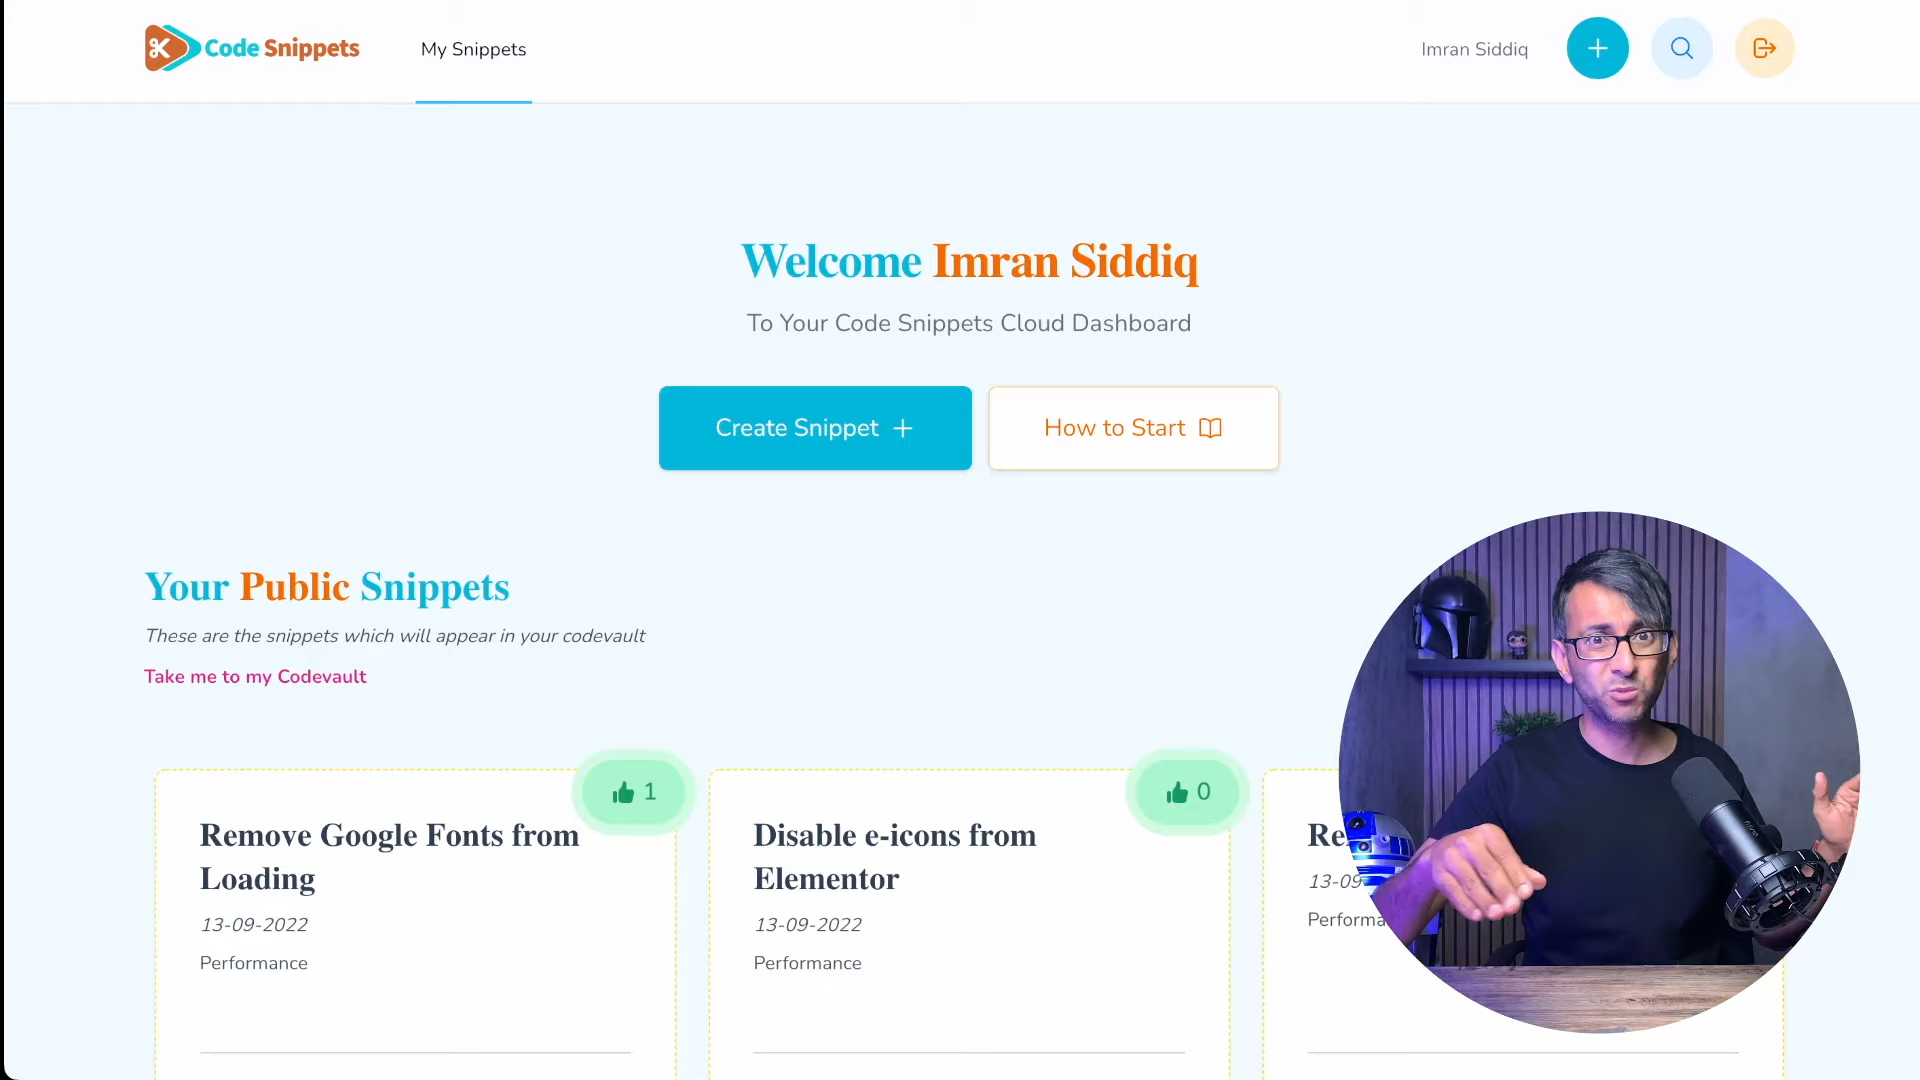 Code Snippets
My Snippets
Imran Siddiq
Welcome Imran Siddiq
To Your Code Snippets Cloud Dashboard
Create Snippet
How to Start
Your Public Snippets
These are the snippets which will appear in your codevault
Take me to my Codevault
1
Remove Google Fonts from
Loading
13-09-2022
Performance
0
Disable e-icons from
Elementor
13-09-2022
Performance